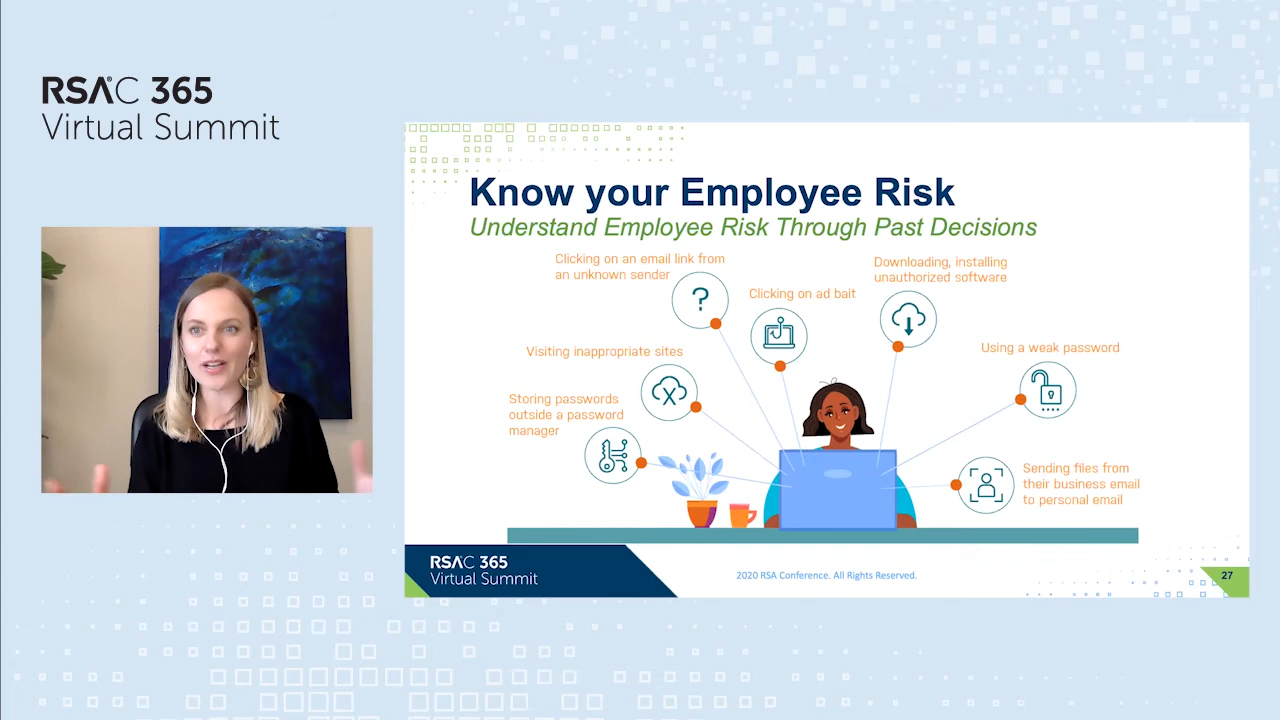 RSAC 365
Virtual Summit
Know your Employee Risk
Understand Employee Risk Through Past Decisions
Clicking on an email link from
an unknown sender
?
Clicking on ad bait
Downloading, installing
unauthorized software
Visiting inappropriate sites
X
Using a weak password
Storing passwords
outside a password
manager
Sending files from
their business email
to personal email
RSAC 365
Virtual Summit
2020 RSA Conference. All Rights Reserved.
27